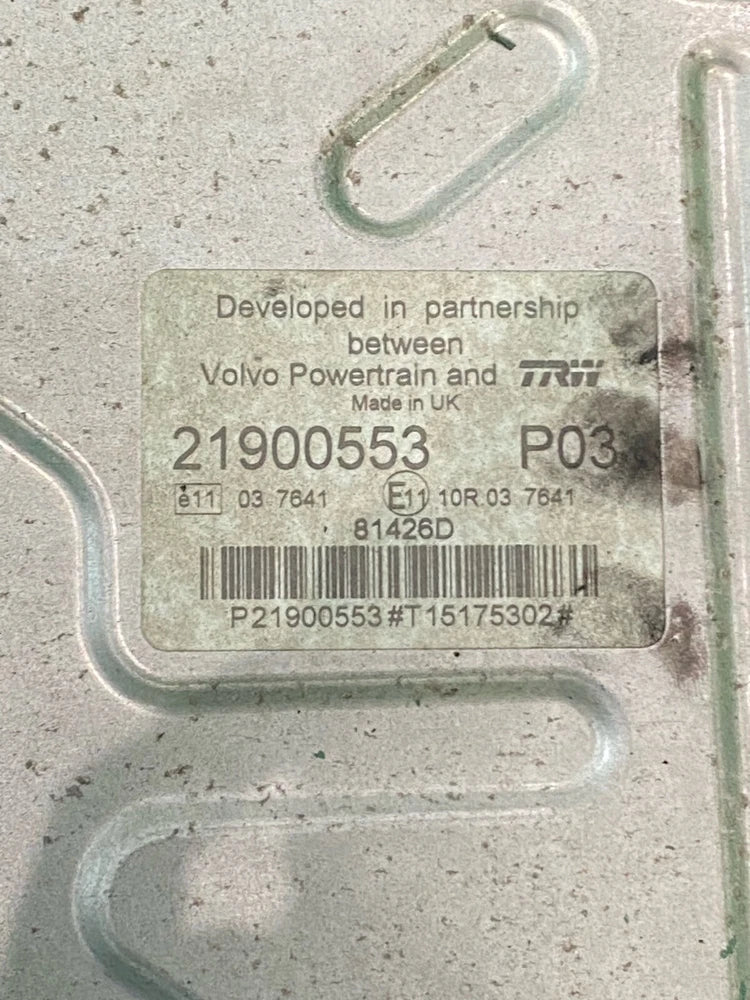 Developed in partnership
between
Volvo Powertrain and TRW
Made in UK
21900553 P03
e11 03 7641 E11 10R 03 7641
81426D
P21900553#T15175302#